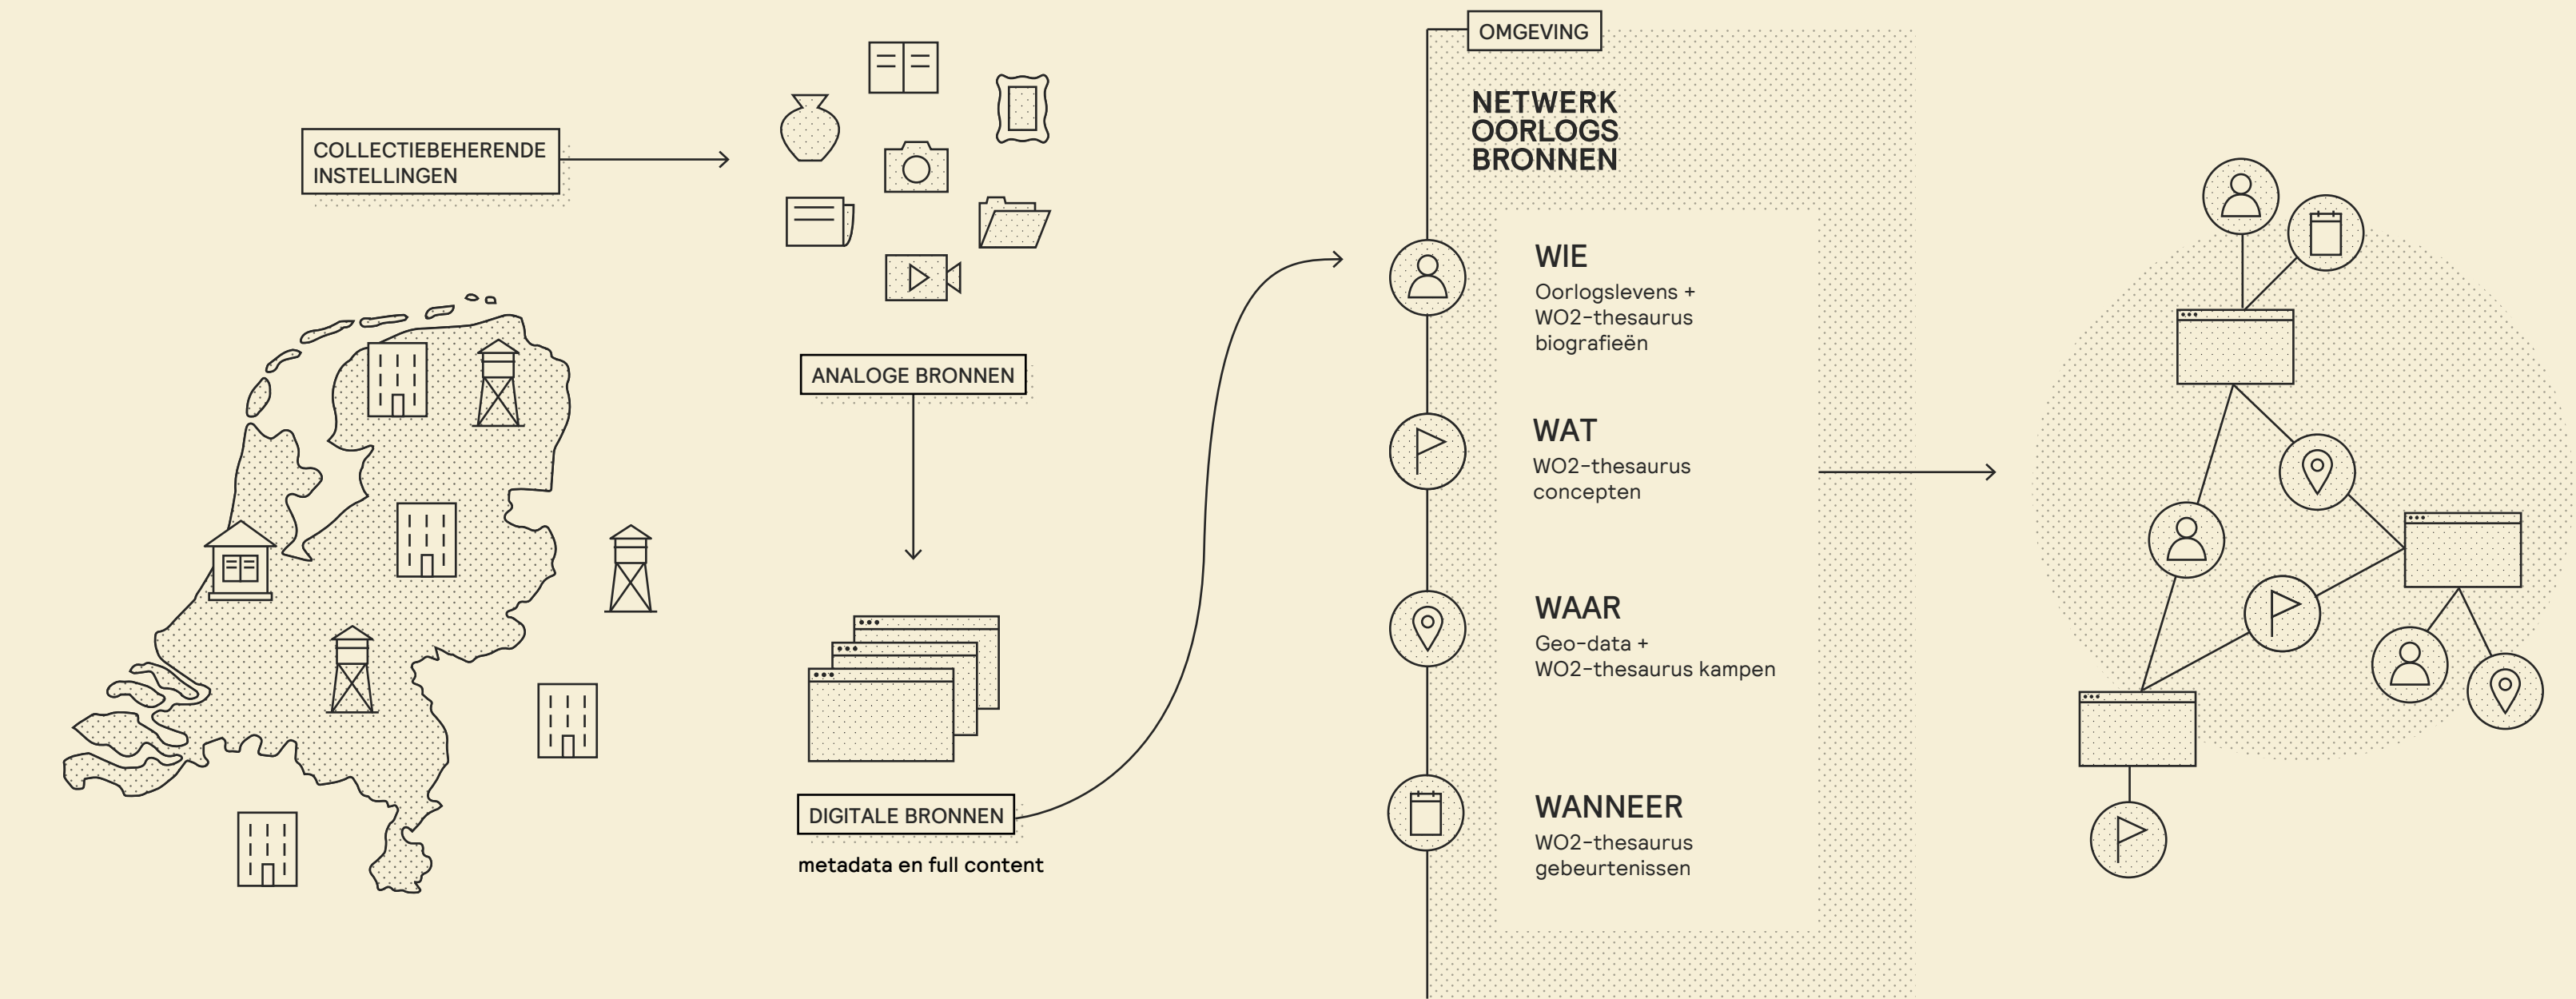 COLLECTIEBEHERENDE
INSTELLINGEN
ANALOGE BRONNEN
DIGITALE BRONNEN
metadata en full content
OMGEVING
NETWERK
OORLOGS
BRONNEN
WIE
Oorlogslevens +
WO2-thesaurus
biografieën
WAT
WO2-thesaurus
concepten
WAAR
Geo-data +
WO2-thesaurus kampen
WANNEER
WO2-thesaurus
gebeurtenissen